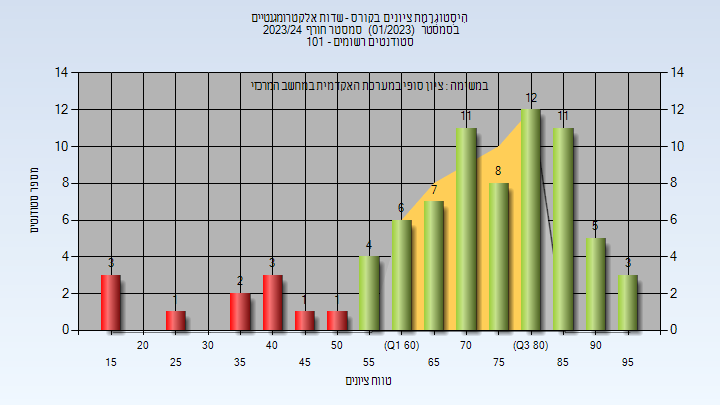 היסטוגרמת ציונים בקורס - שדות אלקטרומגנטיים
בסמסטר (01/2023) סמסטר חורף 2023/24
סטודנטים רשומים - 101
במשימה : ציון סופי במערכת האקדמית במחשב המרכזי
מספר סטודנטים
14 14
12 12
10 10
8 8
6 6
4 4
2 2
0 0
3 1 2 3 1 1 4 6 7 11 8 12 11 5 3
20 30 40 50 (Q1 60) 70 (Q3 80) 90
15 25 35 45 55 65 75 85 95
טווח ציונים